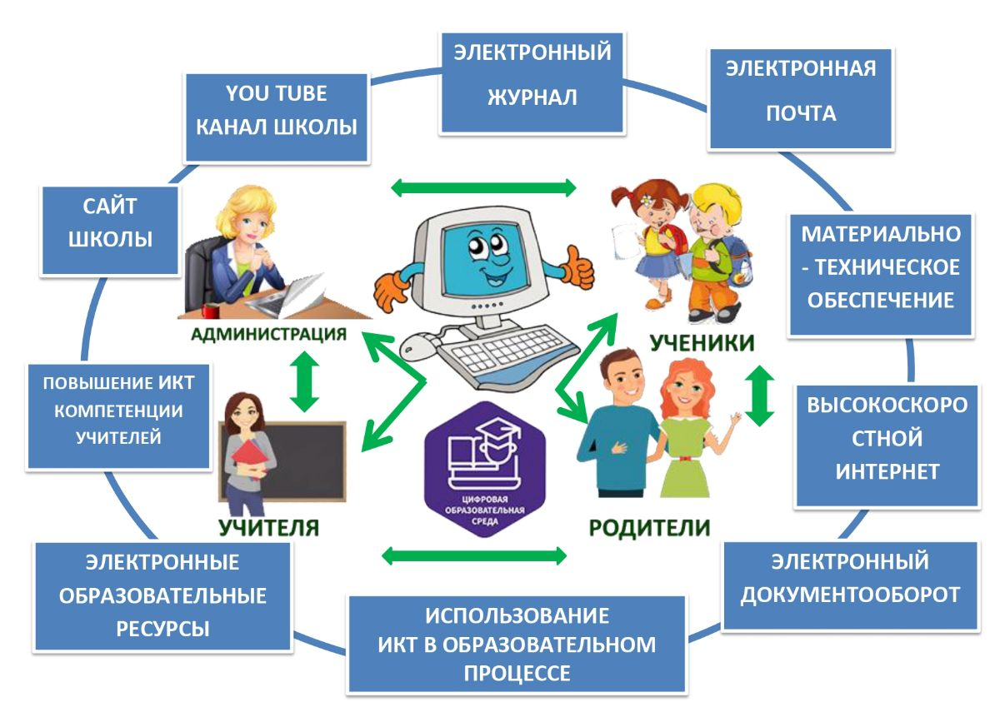 ЭЛЕКТРОННЫЙ
ЖУРНАЛ
ЭЛЕКТРОННАЯ
ПОЧТА
YOU TUBE
КАНАЛ ШКОЛЫ
САЙТ
ШКОЛЫ
МАТЕРИАЛЬНО
- ТЕХНИЧЕСКОЕ
ОБЕСПЕЧЕНИЕ
АДМИНИСТРАЦИЯ
УЧЕНИКИ
ПОВЫШЕНИЕ ИКТ
КОМПЕТЕНЦИИ
УЧИТЕЛЕЙ
ВЫСОКОСКОРО
СТНОЙ
ИНТЕРНЕТ
ЦИФРОВАЯ
ОБРАЗОВАТЕЛЬНАЯ
СРЕДА
УЧИТЕЛЯ
РОДИТЕЛИ
ЭЛЕКТРОННЫЕ
ОБРАЗОВАТЕЛЬНЫЕ
РЕСУРСЫ
ЭЛЕКТРОННЫЙ
ДОКУМЕНТООБОРОТ
ИСПОЛЬЗОВАНИЕ
ИКТ В ОБРАЗОВАТЕЛЬНОМ
ПРОЦЕССЕ